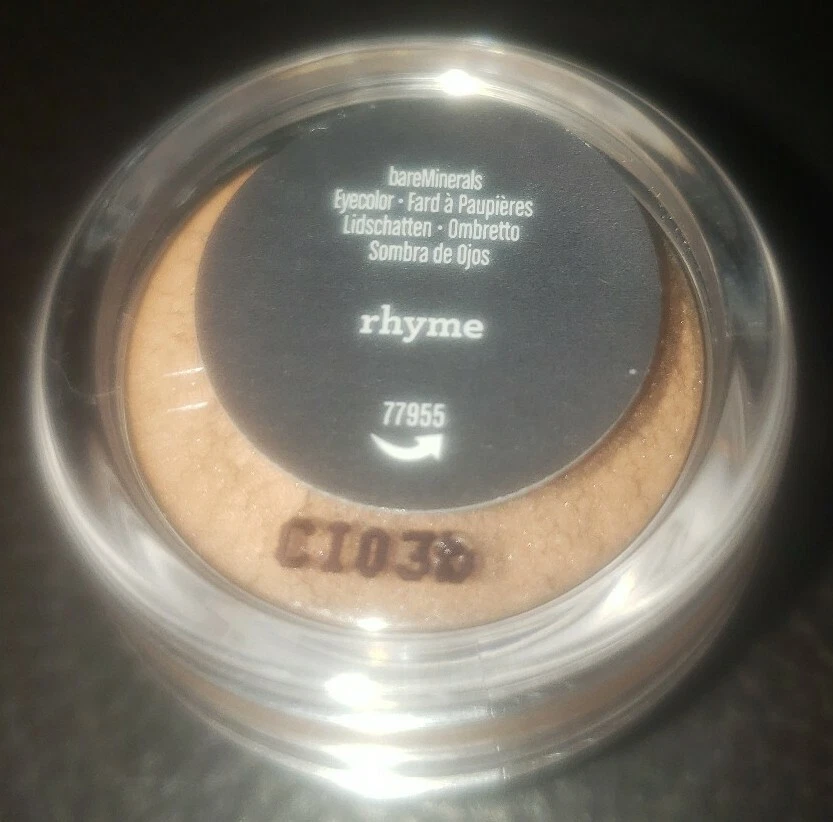 bareMinerals
Eyecolor · Fard à Paupières
Lidschatten · Ombretto
Sombra de Ojos
rhyme
77955